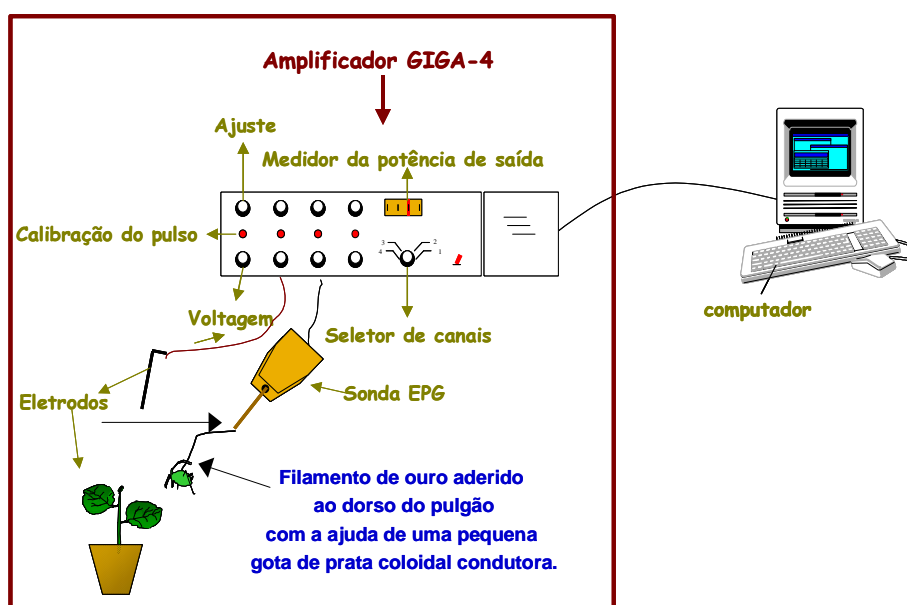 Amplificador GIGA-4
Ajuste
Medidor da potência de saída
Calibração do pulso
3
2
4
1
Voltagem
Seletor de canais
computador
Eletrodos
Sonda EPG
Filamento de ouro aderido
ao dorso do pulgão
com a ajuda de uma pequena
gota de prata coloidal condutora.